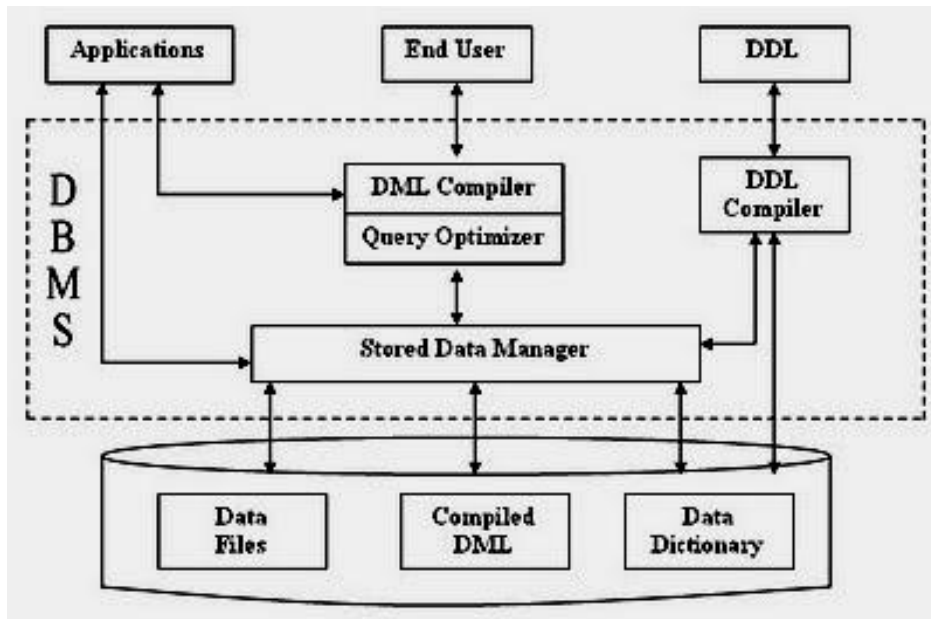 Applications
End User
DDL
D
B
M
S
DML Compiler
Query Optimizer
DDL
Compiler
Stored Data Manager
Data
Files
Compiled
DML
Data
Dictionary